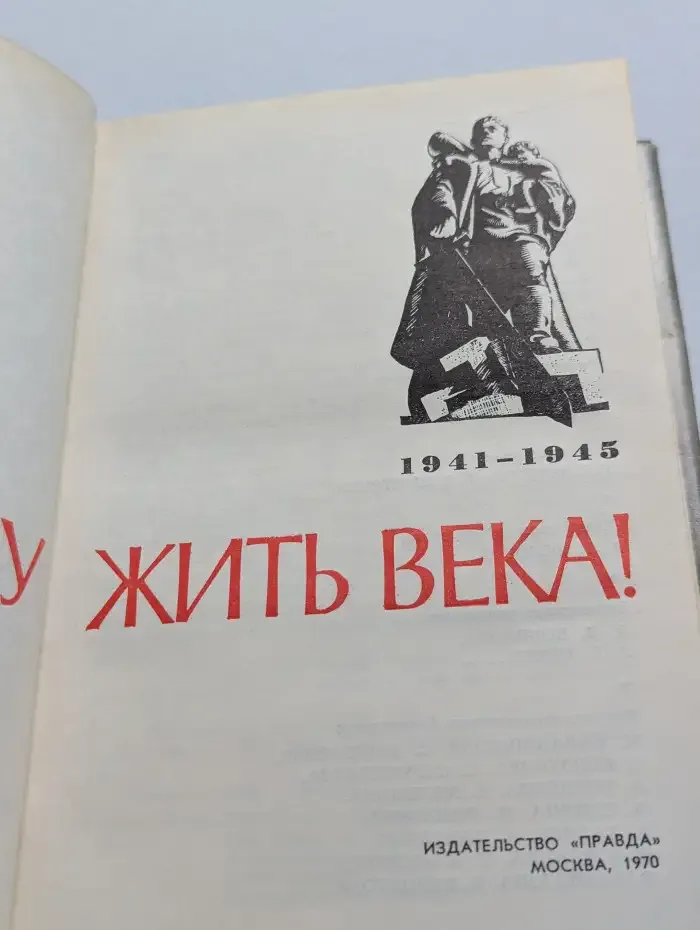 1941-1945
У ЖИТЬ ВЕКА!
ИЗДАТЕЛЬСТВО «ПРАВДА»
МОСКВА, 1970